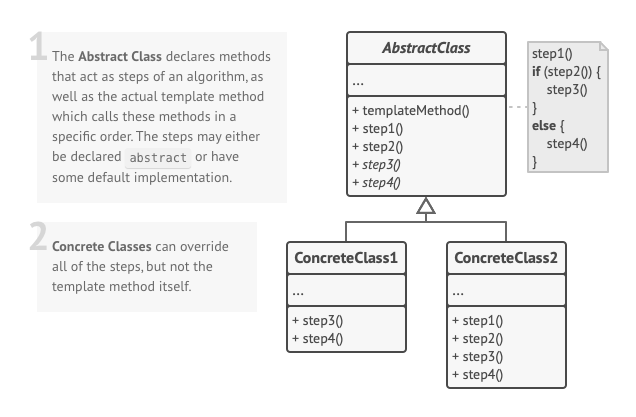 1
The Abstract Class declares methods
that act as steps of an algorithm, as
well as the actual template method
which calls these methods in a
specific order. The steps may either
be declared abstract or have
some default implementation.
2
Concrete Classes can override
all of the steps, but not the
template method itself.
AbstractClass
...
+ templateMethod()
+ step1()
+ step2()
+ step3()
+ step4()
step1()
if (step2()) {
step3()
}
else {
step4()
}
ConcreteClass1
...
+ step3()
+ step4()
ConcreteClass2
...
+ step1()
+ step2()
+ step3()
+ step4()